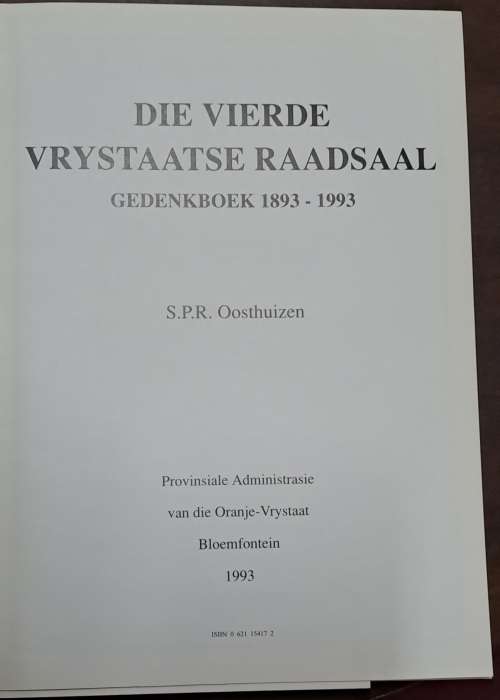 DIE VIERDE
VRYSTAATSE RAADSAAL
GEDENKBOEK 1893 - 1993
S.P.R. Oosthuizen
Provinsiale Administrasie
van die Oranje-Vrystaat
Bloemfontein
1993
ISBN 0 621 15417 2